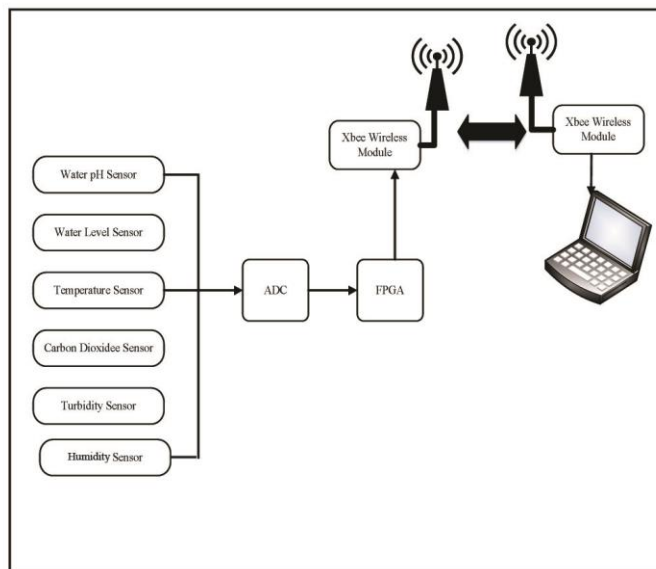 Xbee Wireless
Module
Xbee Wireless
Module
Water pH Sensor
Water Level Sensor
Temperature Sensor
ADC
FPGA
Carbon Dioxidee Sensor
Turbidity Sensor
Humidity Sensor